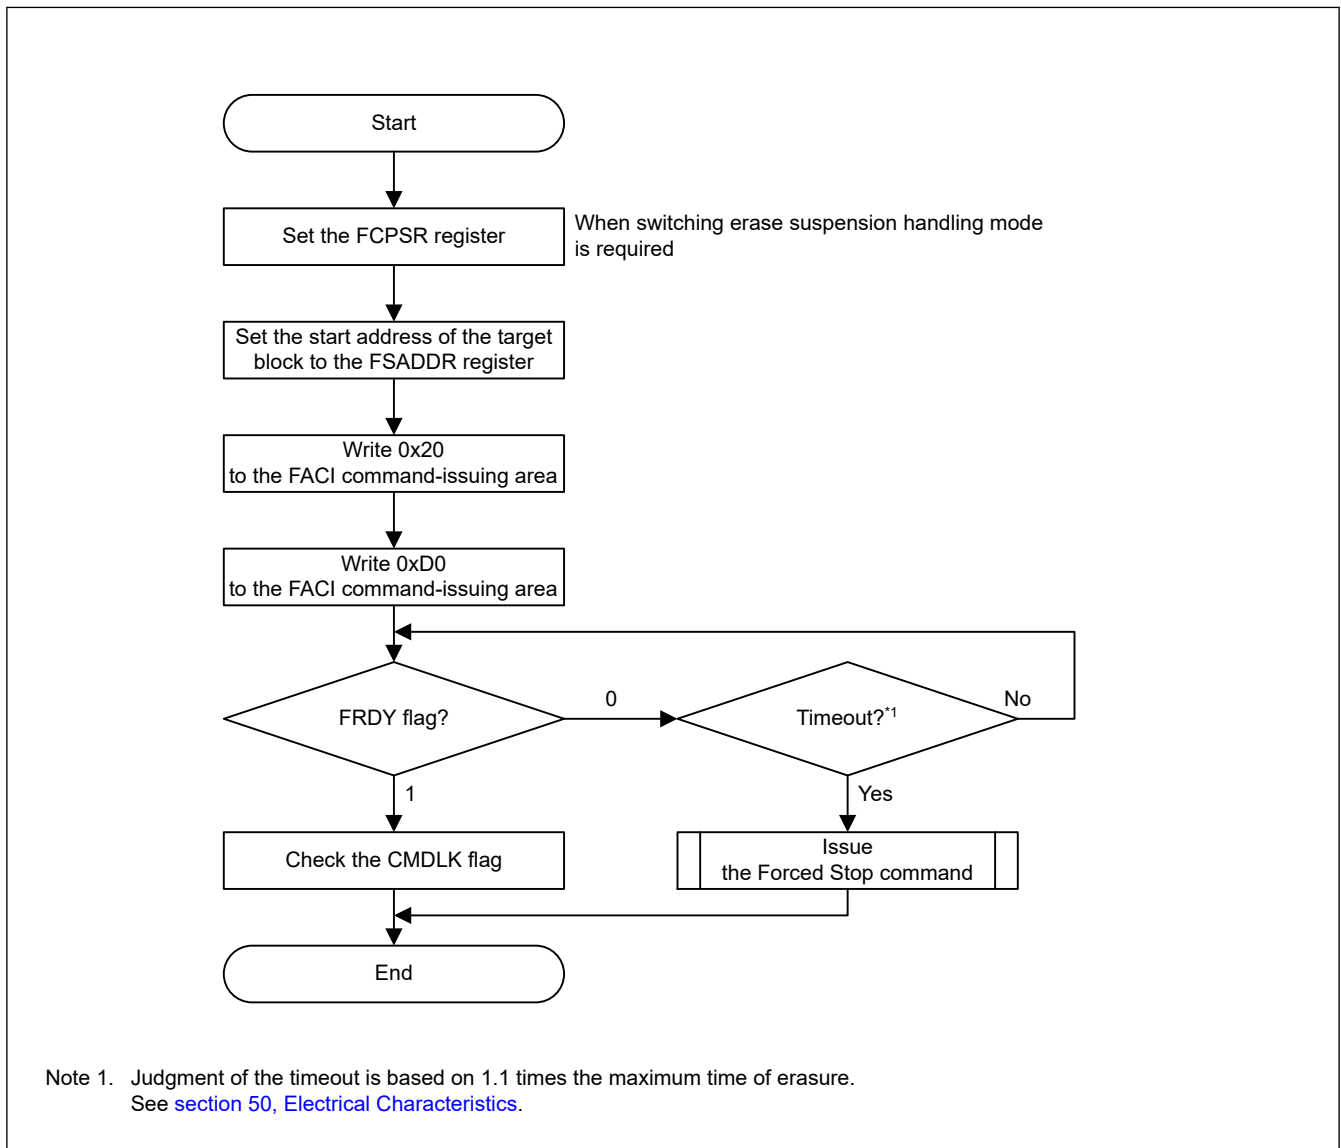 Start
Set the FCPSR register
When switching erase suspension handling mode
is required
Set the start address of the target
block to the FSADDR register
Write 0x20
to the FACI command-issuing area
Write 0xD0
to the FACI command-issuing area
FRDY flag?
0
Timeout?*1
No
1
Yes
Check the CMDLK flag
Issue
the Forced Stop command
End
Note 1. Judgment of the timeout is based on 1.1 times the maximum time of erasure.
See section 50, Electrical Characteristics.